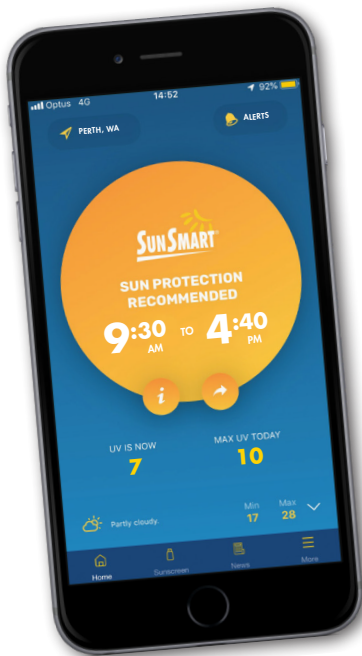 Optus 4G 14:52 92%
PERTH, WA ALERTS
SUNSMART
SUN PROTECTION
RECOMMENDED
9:30 AM TO 4:40 PM
i
UV IS NOW MAX UV TODAY
7 10
Partly cloudy. Min Max
17 28
Home Sunscreen News More